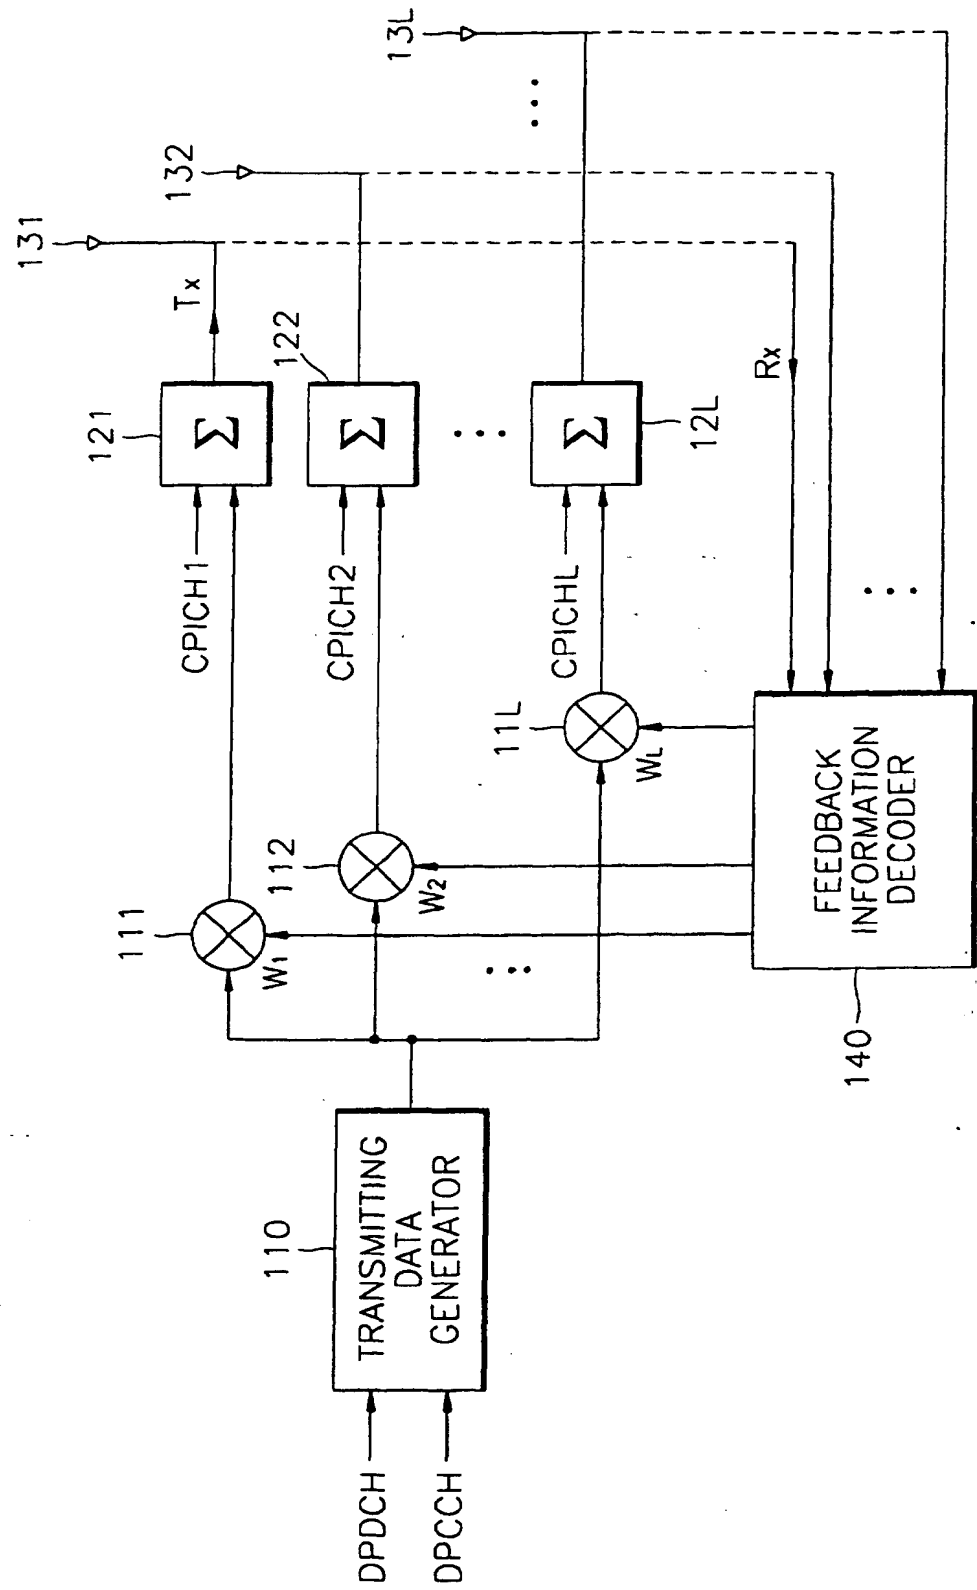 DPDCH
DPCCH
110
TRANSMITTING
DATA
GENERATOR
111
W1
112
W2
11L
WL
CPICH1
CPICH2
CPICHL
121
Σ
122
Σ
12L
Σ
Tx
Rx
131
132
13L
140
FEEDBACK
INFORMATION
DECODER